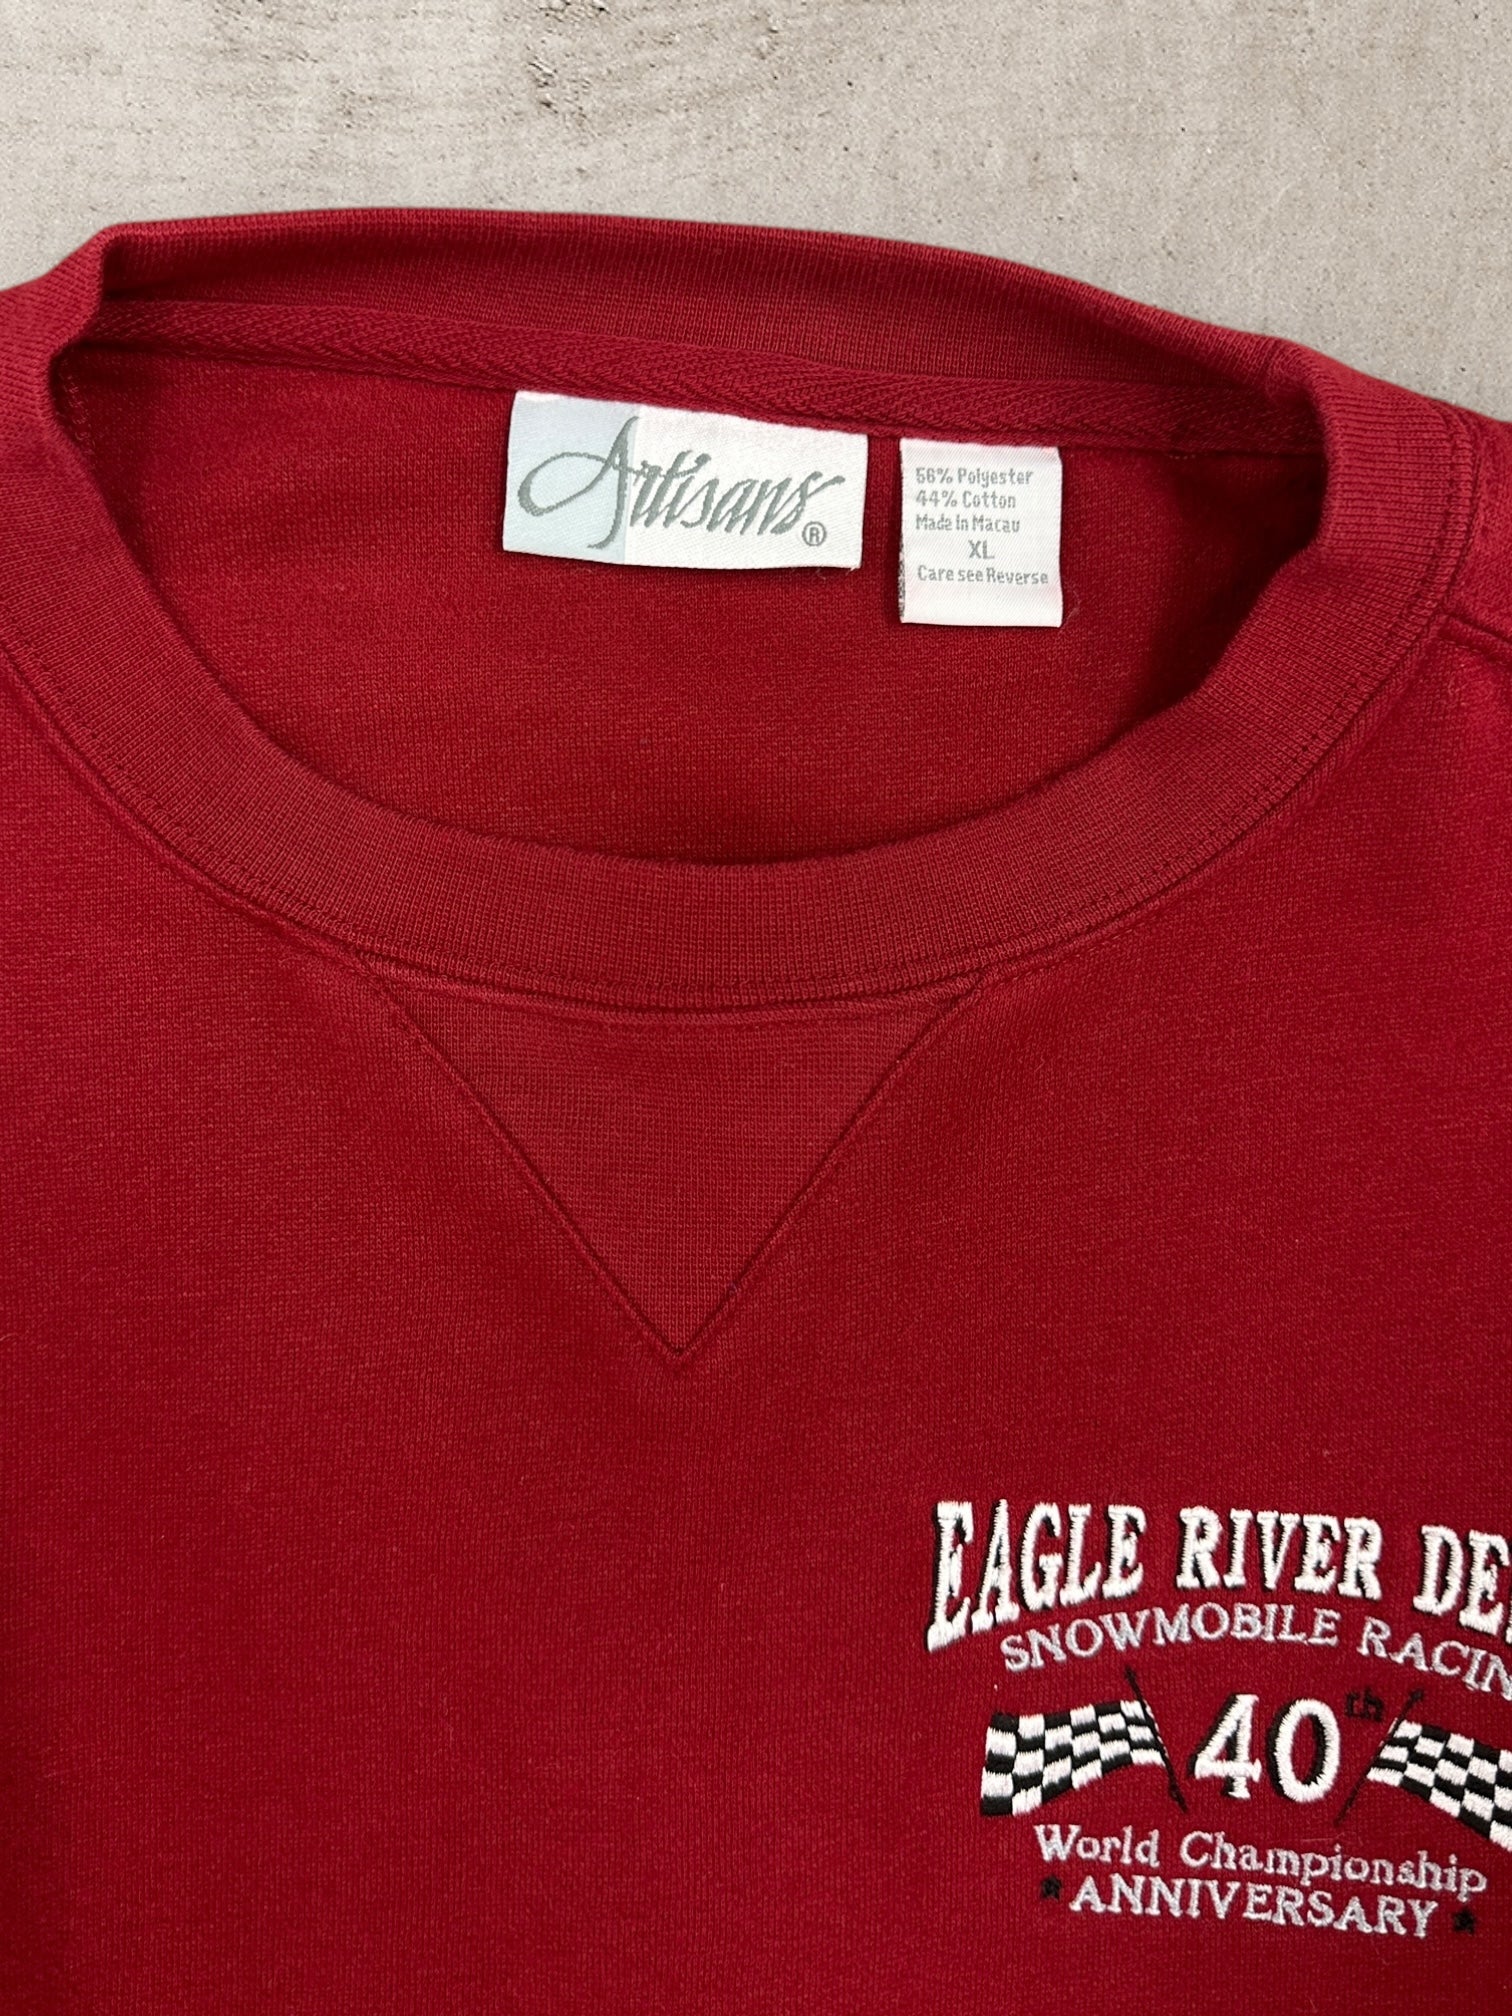 Artisans®
56% Polyester
44% Cotton
Made in Macau
XL
Care see Reverse
EAGLE RIVER DE
SNOWMOBILE RACIN
40th
World Championship
ANNIVERSARY